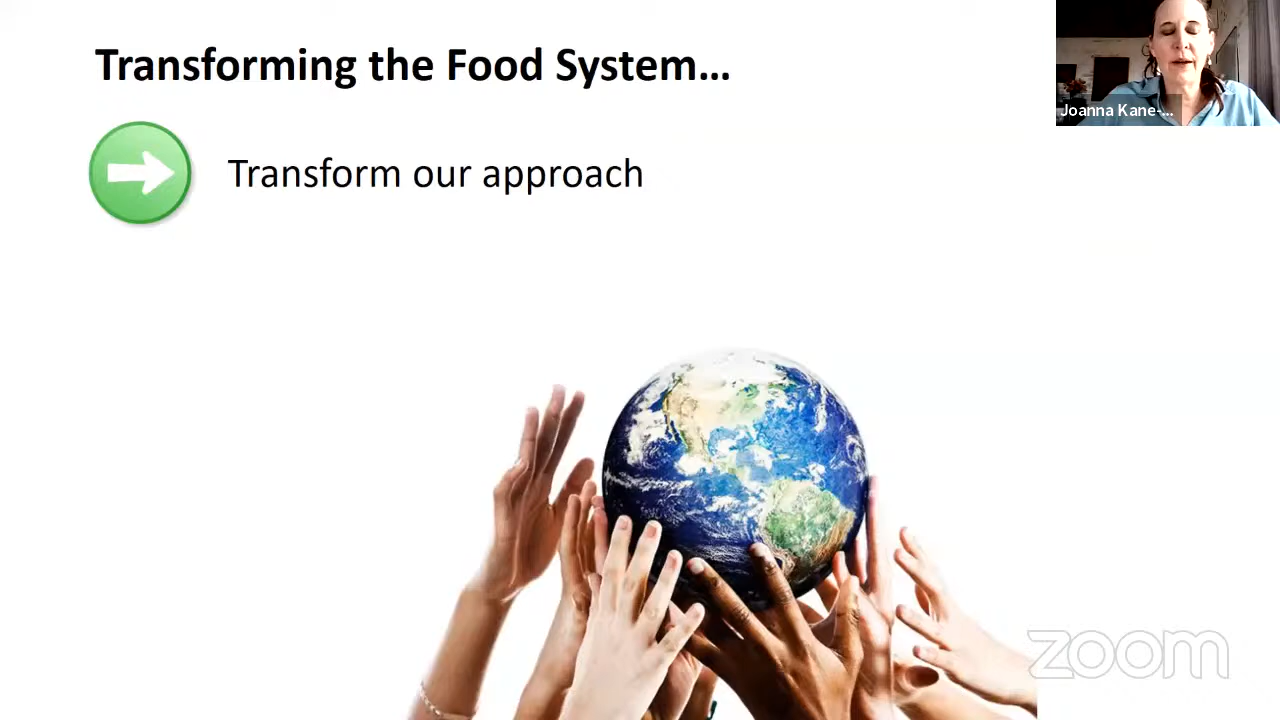 Transforming the Food System...
Joanna Kane-...
Transform our approach
zoom